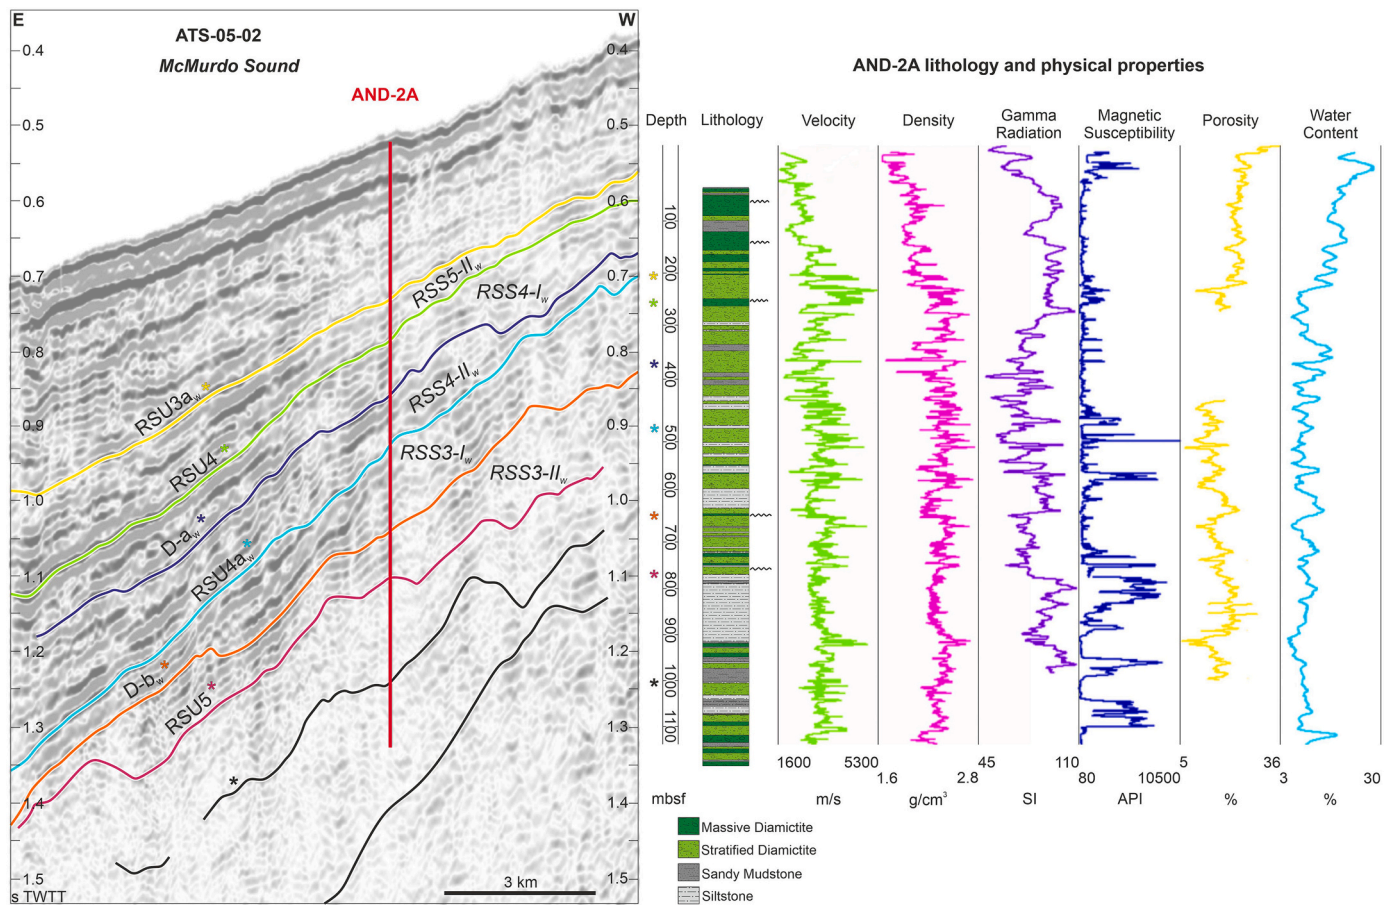 E
W
ATS-05-02
McMurdo Sound
AND-2A
0.4
0.5
0.6
0.7
0.8
0.9
1.0
1.1
1.2
1.3
1.4
1.5
s TWTT
0.4
0.5
0.6
0.7
0.8
0.9
1.0
1.1
1.2
1.3
1.4
1.5
RSS5-IIw
RSS4-Iw
RSS4-IIw
RSS3-Iw
RSS3-IIw
RSU3aw*
RSU4*
D-aw*
RSU4aw*
D-bw*
RSU5*
*
3 km
AND-2A lithology and physical properties
Depth
Lithology
Velocity
Density
Gamma
Radiation
Magnetic
Susceptibility
Porosity
Water
Content
100
200
300
400
500
600
700
800
900
1000
1100
*
*
*
*
*
*
*
mbsf
1600 5300
m/s
1.6 2.8
g/cm³
45 110
SI
80 10500
API
5 36
%
3 30
%
Massive Diamictite
Stratified Diamictite
Sandy Mudstone
Siltstone